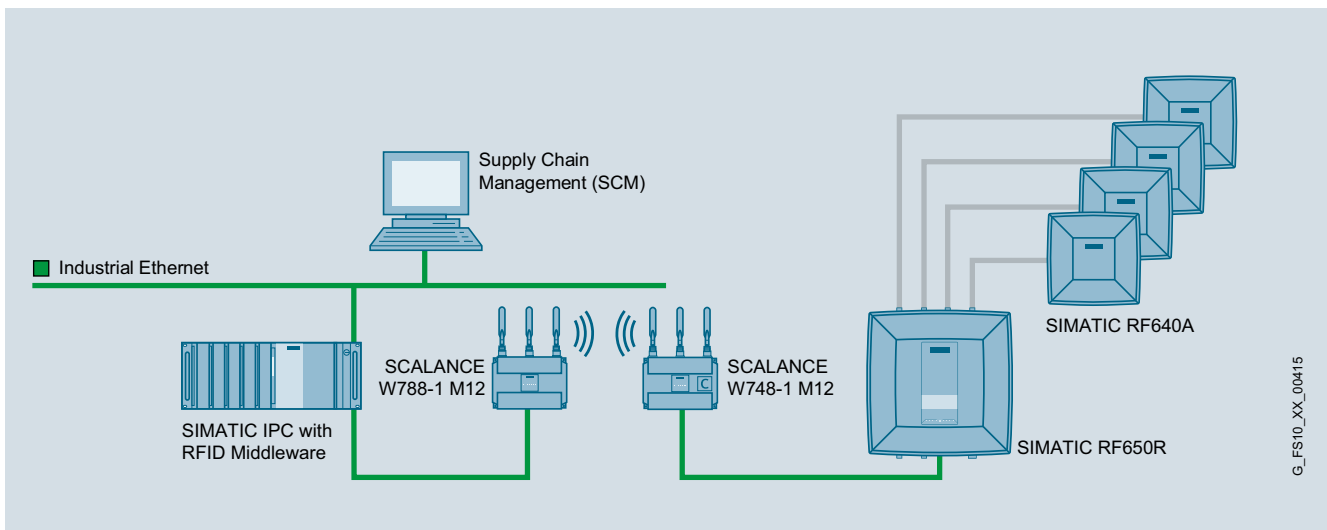 Supply Chain
Management (SCM)
Industrial Ethernet
SCALANCE
W788-1 M12
SCALANCE
W748-1 M12
SIMATIC RF640A
SIMATIC IPC with
RFID Middleware
SIMATIC RF650R
G_FS10_XX_00415